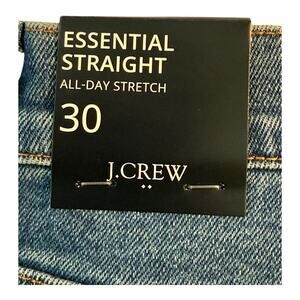 ESSENTIAL
STRAIGHT
ALL-DAY STRETCH
30
J.CREW